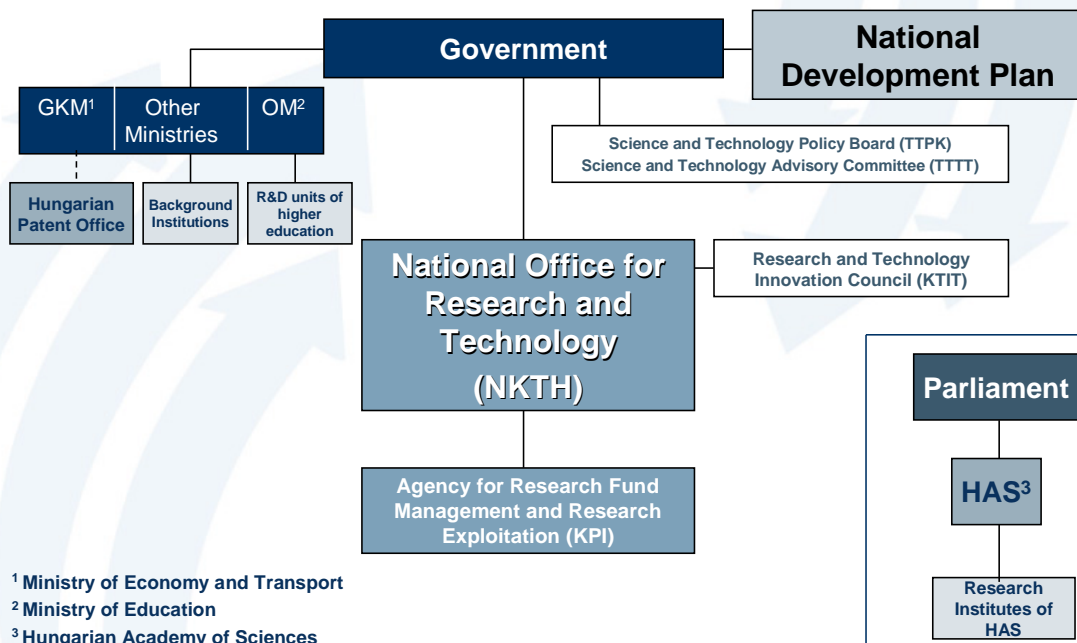 Government
National
Development Plan
GKM¹
Other
Ministries
OM²
Science and Technology Policy Board (TTPK)
Science and Technology Advisory Committee (TTTT)
Hungarian
Patent Office
Background
Institutions
R&D units of
higher
education
National Office for
Research and
Technology
(NKTH)
Research and Technology
Innovation Council (KTIT)
Parliament
HAS³
Agency for Research Fund
Management and Research
Exploitation (KPI)
Research
Institutes of
HAS
¹ Ministry of Economy and Transport
² Ministry of Education
³ Hungarian Academy of Sciences